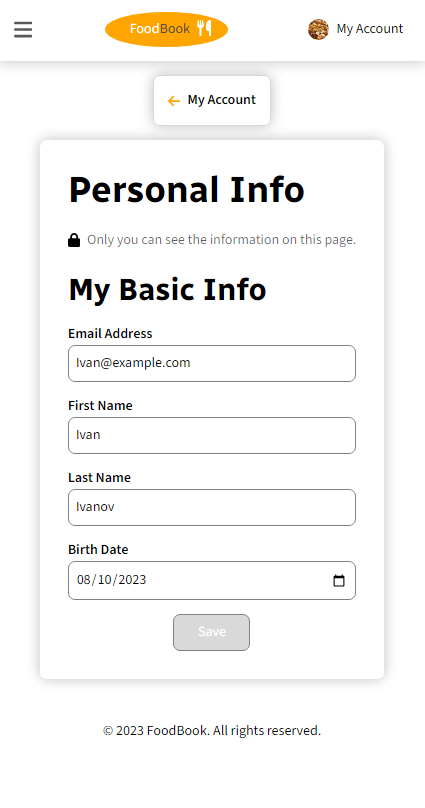 FoodBook
My Account
My Account
Personal Info
Only you can see the information on this page.
My Basic Info
Email Address
Ivan@example.com
First Name
Ivan
Last Name
Ivanov
Birth Date
08/10/2023
Save
© 2023 FoodBook. All rights reserved.